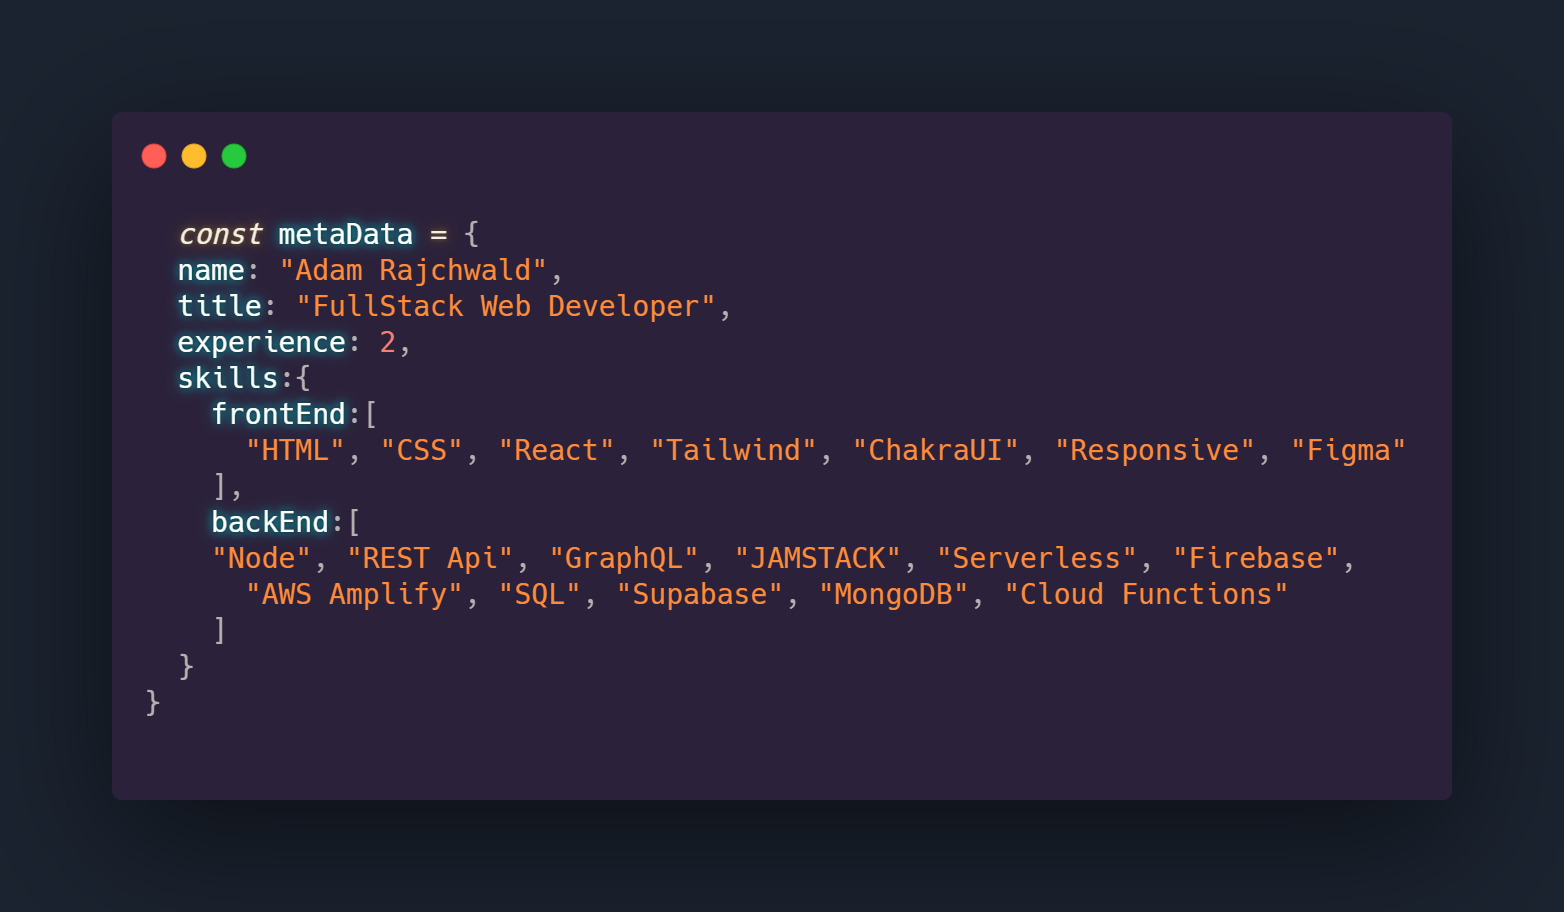 const metaData = {
name: "Adam Rajchwald",
title: "FullStack Web Developer",
experience: 2,
skills:{
frontEnd:[
"HTML", "CSS", "React", "Tailwind", "ChakraUI", "Responsive", "Figma"
],
backEnd:[
"Node", "REST Api", "GraphQL", "JAMSTACK", "Serverless", "Firebase",
"AWS Amplify", "SQL", "Supabase", "MongoDB", "Cloud Functions"
]
}
}